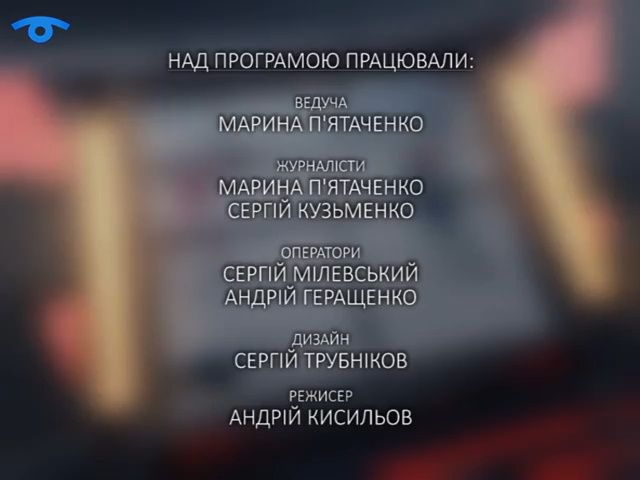 НАД ПРОГРАМОЮ ПРАЦЮВАЛИ:
ВЕДУЧА
МАРИНА П'ЯТАЧЕНКО
ЖУРНАЛІСТИ
МАРИНА П'ЯТАЧЕНКО
СЕРГІЙ КУЗЬМЕНКО
ОПЕРАТОРИ
СЕРГІЙ МІЛЕВСЬКИЙ
АНДРІЙ ГЕРАЩЕНКО
ДИЗАЙН
СЕРГІЙ ТРУБНІКОВ
РЕЖИСЕР
АНДРІЙ КИСИЛЬОВ